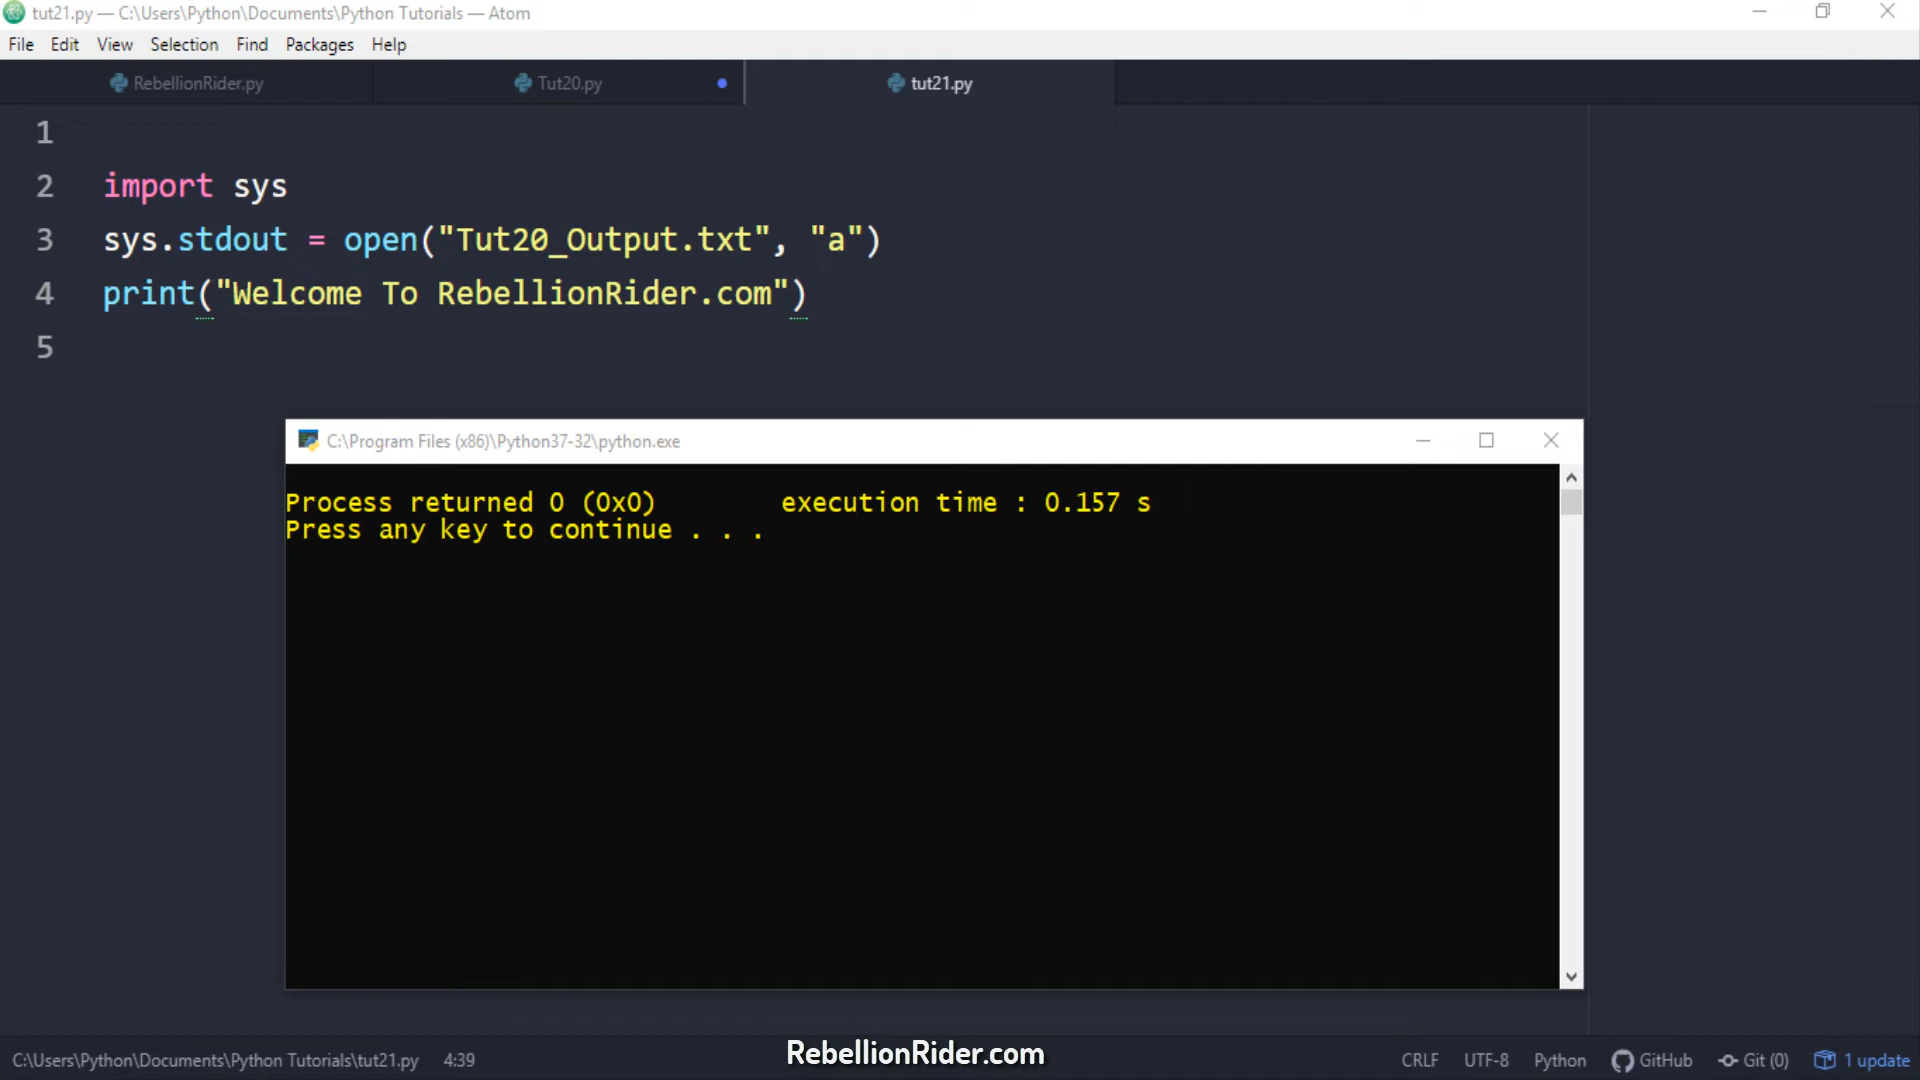 tut21.py — C:\Users\Python\Documents\Python Tutorials — Atom
File Edit View Selection Find Packages Help
RebellionRider.py Tut20.py tut21.py
1
2 import sys
3 sys.stdout = open("Tut20_Output.txt", "a")
4 print("Welcome To RebellionRider.com")
5
C:\Program Files (x86)\Python37-32\python.exe
Process returned 0 (0x0) execution time : 0.157 s
Press any key to continue . . .
C:\Users\Python\Documents\Python Tutorials\tut21.py 4:39 RebellionRider.com CRLF UTF-8 Python GitHub Git (0) 1 update